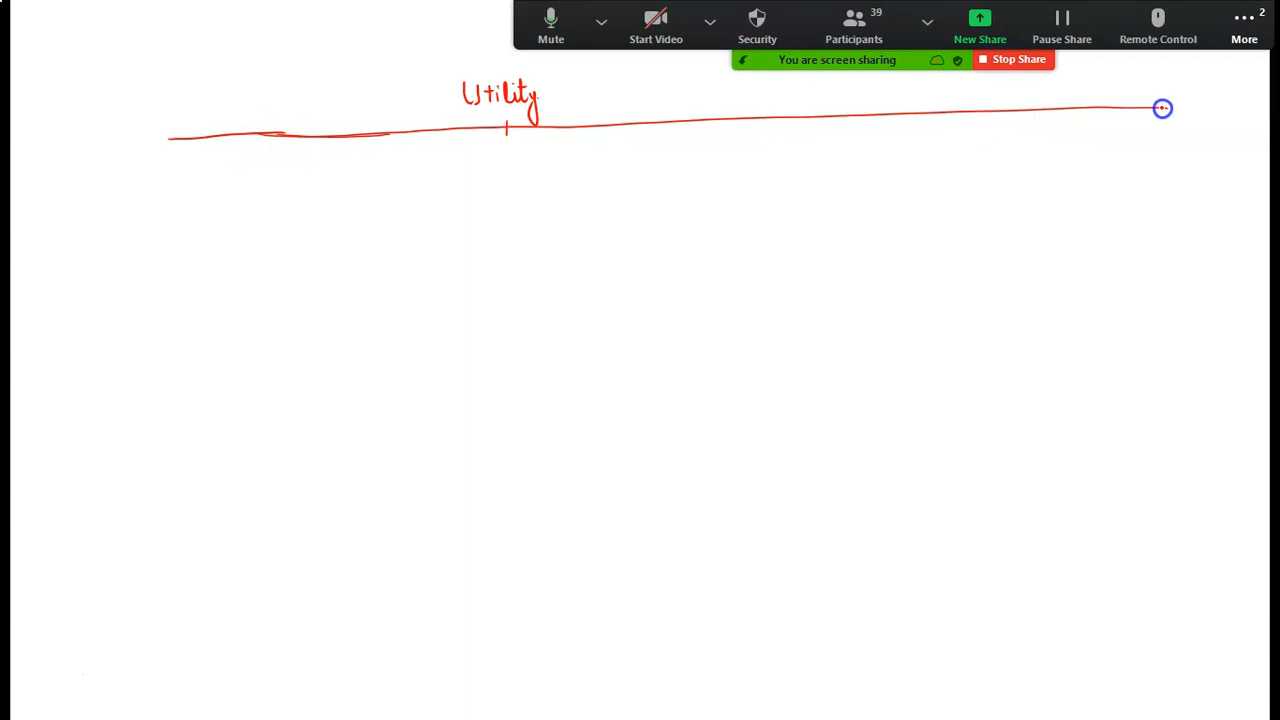 Mute
Start Video
Security
Participants
39
New Share
Pause Share
Remote Control
More
2
You are screen sharing
Stop Share
Utility